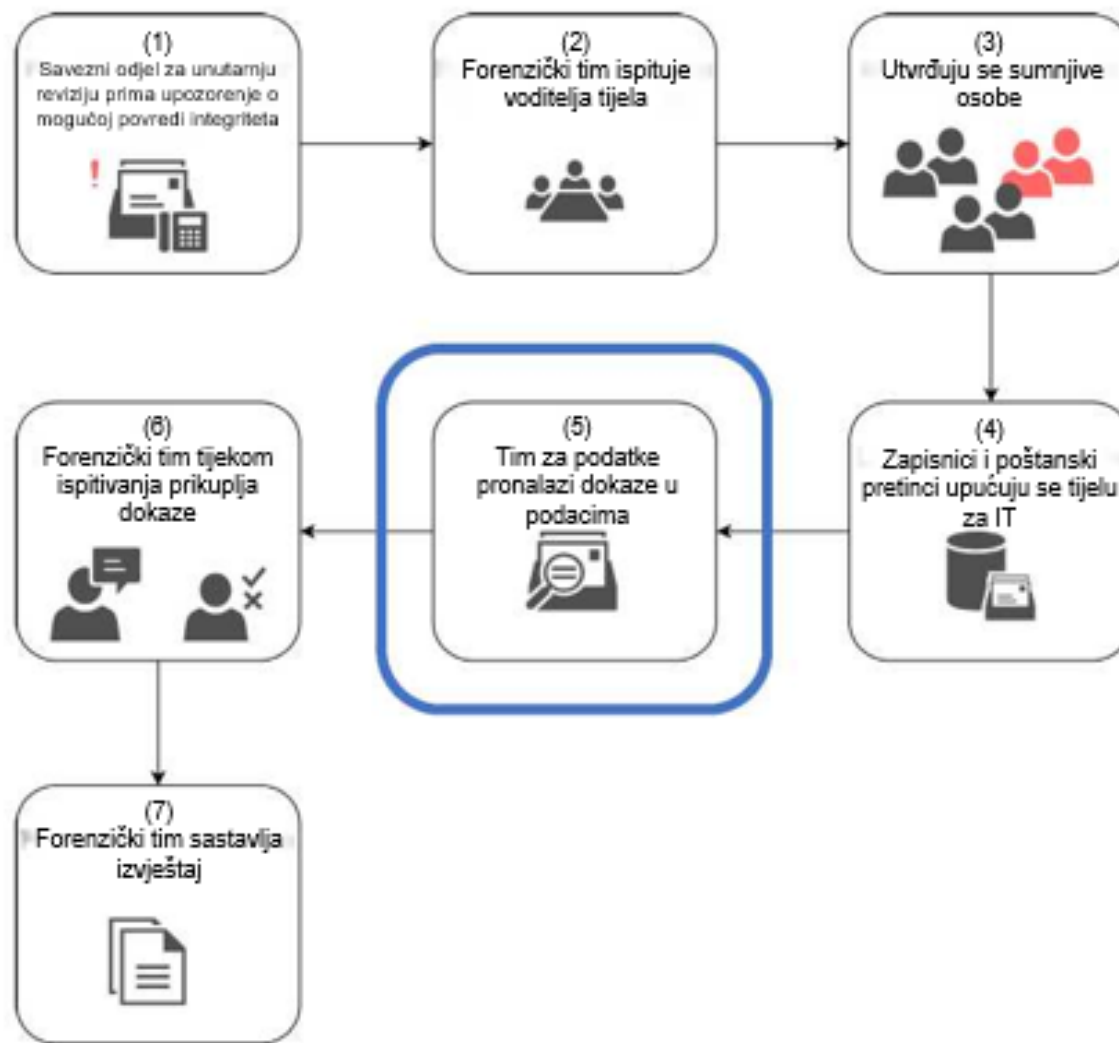 (1)
Savezni odjel za unutarnju
reviziju prima upozorenje o
mogućoj povredi integriteta
(2)
Forenzički tim ispituje
voditelja tijela
(3)
Utvrđuju se sumnjive
osobe
(4)
Zapisnici i poštanski
pretinci upućuju se tijelu
za IT
(5)
Tim za podatke
pronalazi dokaze u
podacima
(6)
Forenzički tim tijekom
ispitivanja prikuplja
dokaze
(7)
Forenzički tim sastavlja
izvještaj